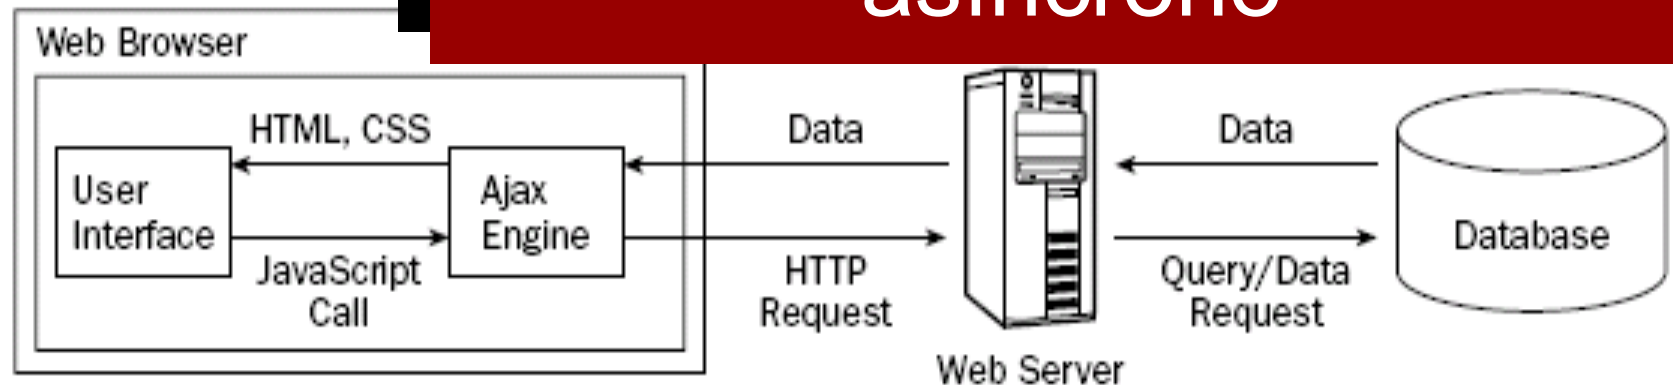 asíncrono
Web Browser
HTML, CSS
User
Interface
JavaScript
Call
Ajax
Engine
Data
HTTP
Request
Web Server
Data
Query/Data
Request
Database